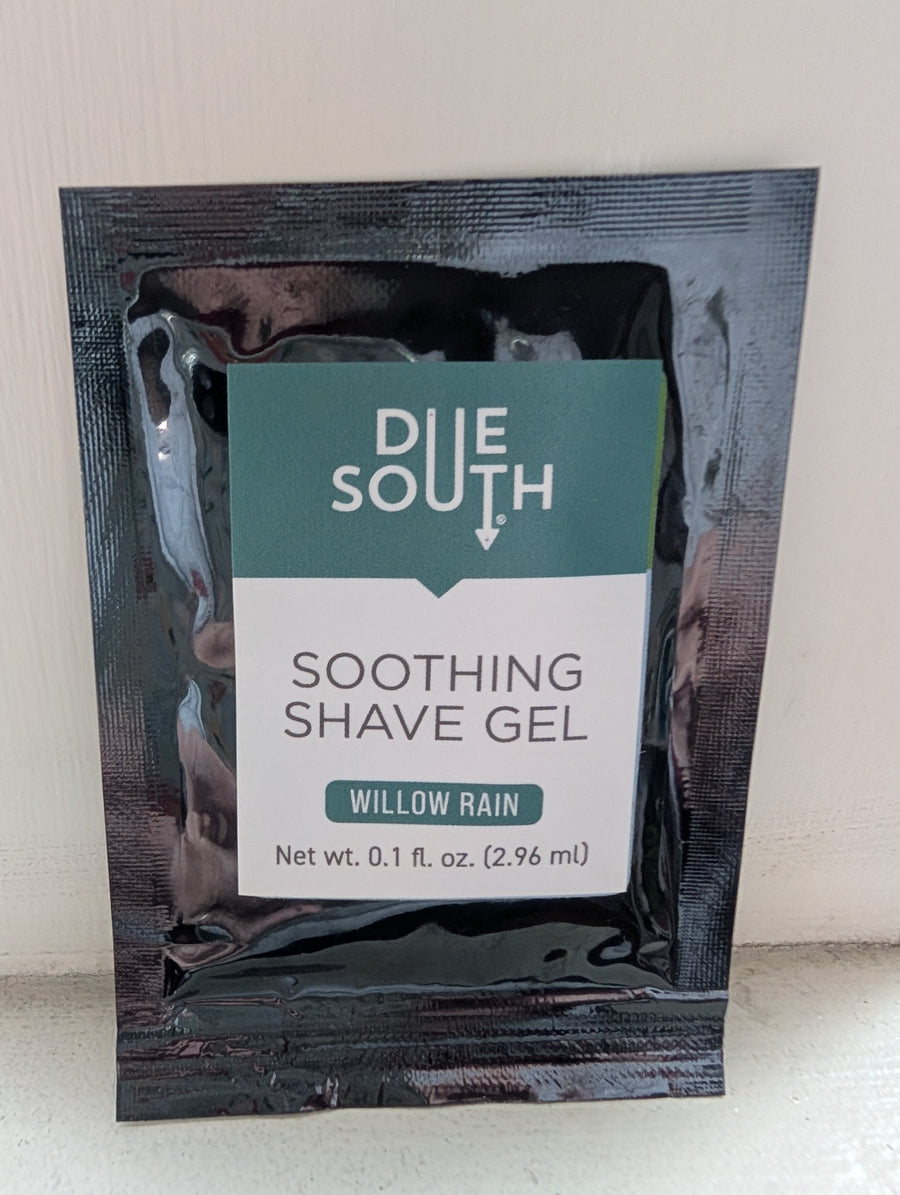 DUE
SOUTH®
SOOTHING
SHAVE GEL
WILLOW RAIN
Net wt. 0.1 fl. oz. (2.96 ml)